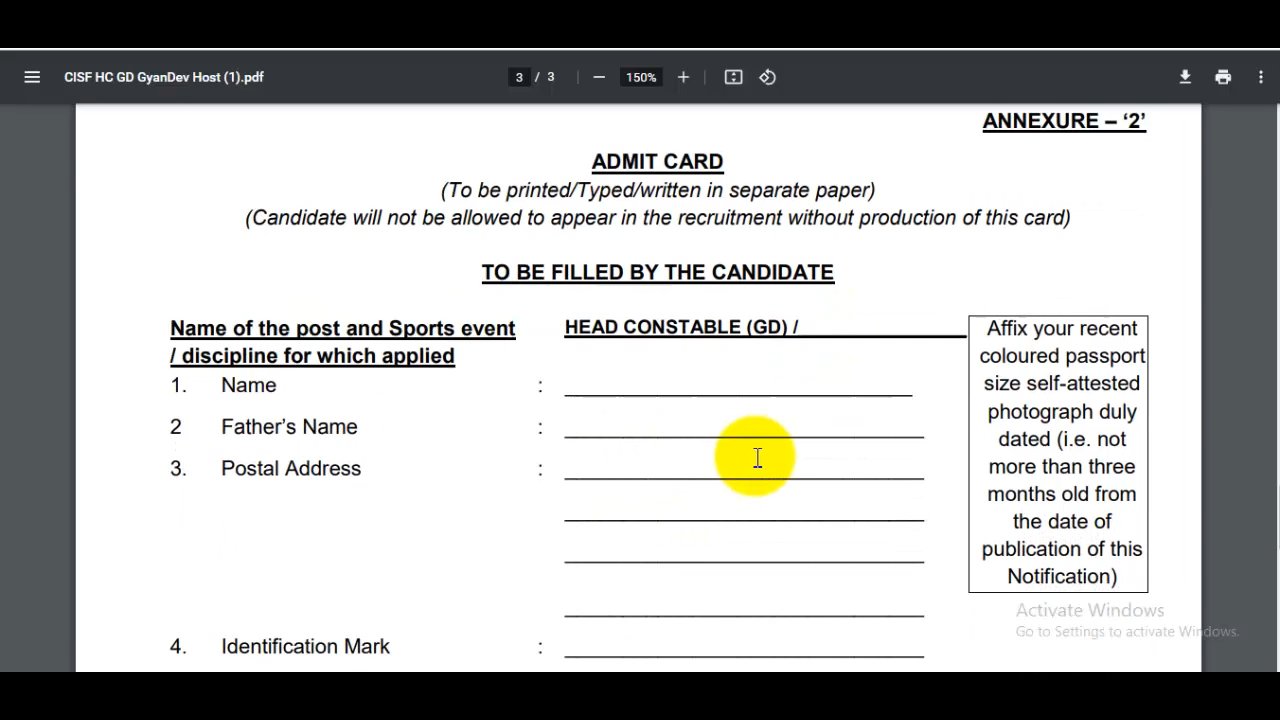 CISF HC GD GyanDev Host (1).pdf
3 / 3
150%
ANNEXURE – ‘2’
ADMIT CARD
(To be printed/Typed/written in separate paper)
(Candidate will not be allowed to appear in the recruitment without production of this card)
TO BE FILLED BY THE CANDIDATE
Name of the post and Sports event
/ discipline for which applied
HEAD CONSTABLE (GD) /
1. Name :
2 Father’s Name :
3. Postal Address :
4. Identification Mark :
Affix your recent
coloured passport
size self-attested
photograph duly
dated (i.e. not
more than three
months old from
the date of
publication of this
Notification)
Activate Windows
Go to Settings to activate Windows.